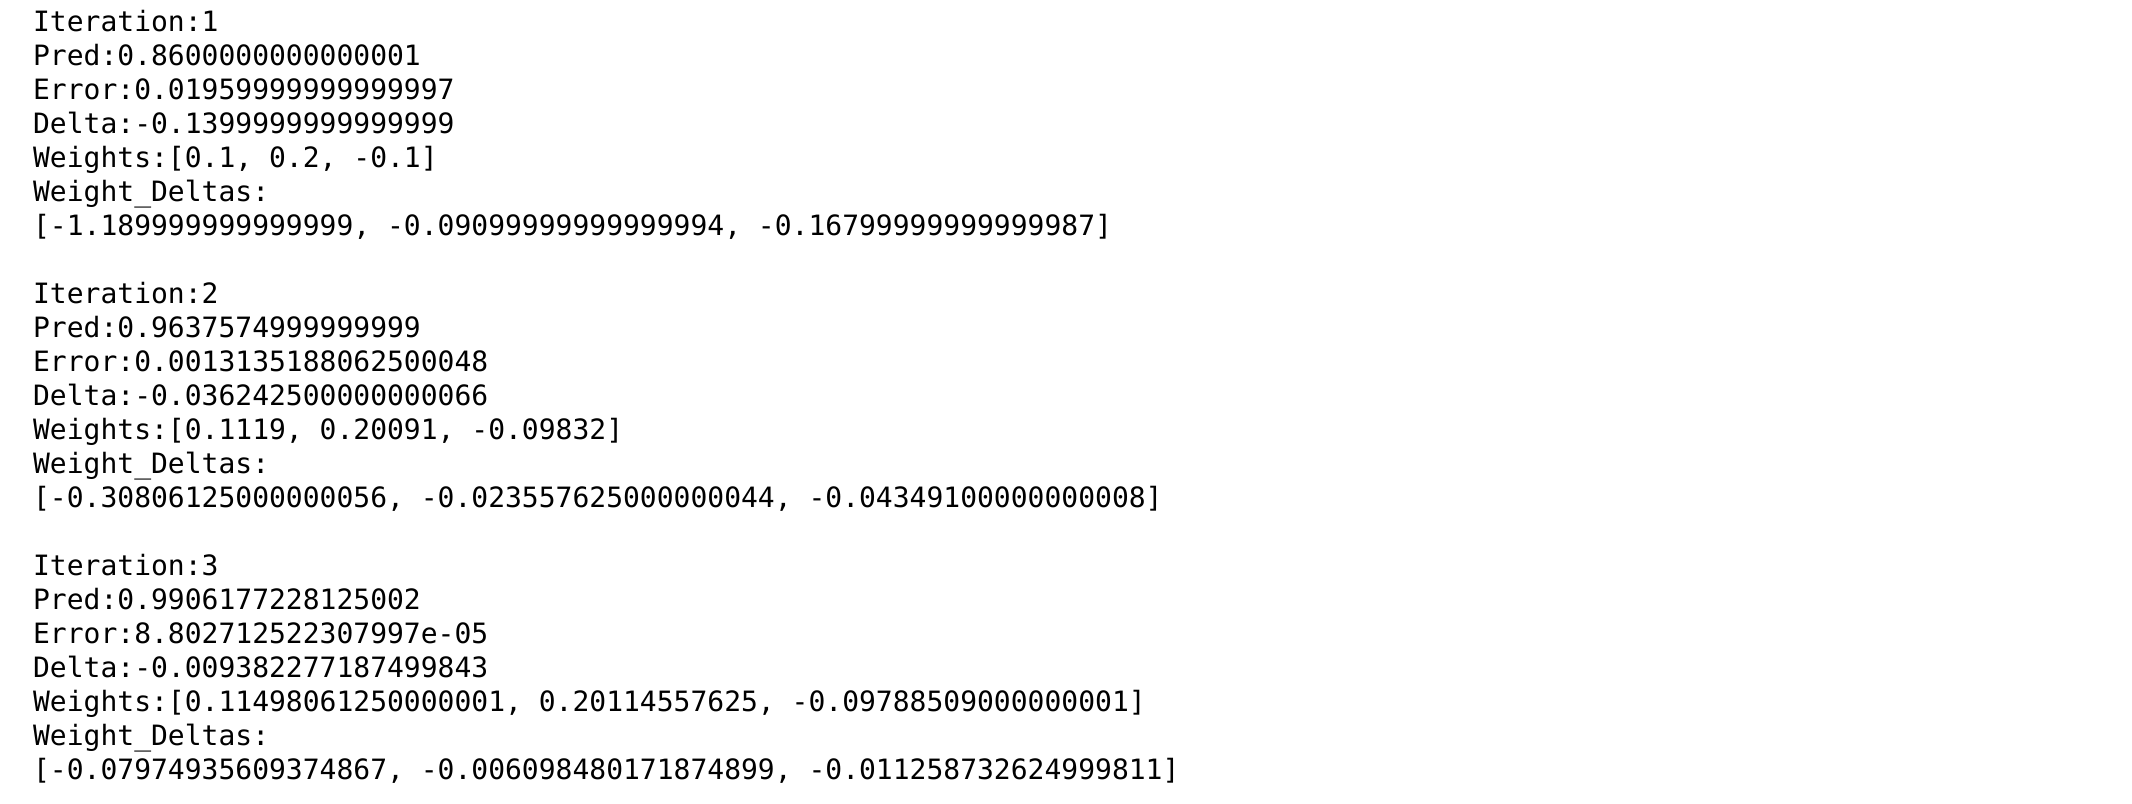 Iteration:1
Pred:0.8600000000000001
Error:0.01959999999999997
Delta:-0.1399999999999999
Weights:[0.1, 0.2, -0.1]
Weight_Deltas:
[-1.189999999999999, -0.09099999999999994, -0.16799999999999987]
Iteration:2
Pred:0.9637574999999999
Error:0.0013135188062500048
Delta:-0.036242500000000066
Weights:[0.1119, 0.20091, -0.09832]
Weight_Deltas:
[-0.30806125000000056, -0.023557625000000044, -0.04349100000000008]
Iteration:3
Pred:0.9906177228125002
Error:8.802712522307997e-05
Delta:-0.009382277187499843
Weights:[0.11498061250000001, 0.20114557625, -0.09788509000000001]
Weight_Deltas:
[-0.07974935609374867, -0.006098480171874899, -0.011258732624999811]